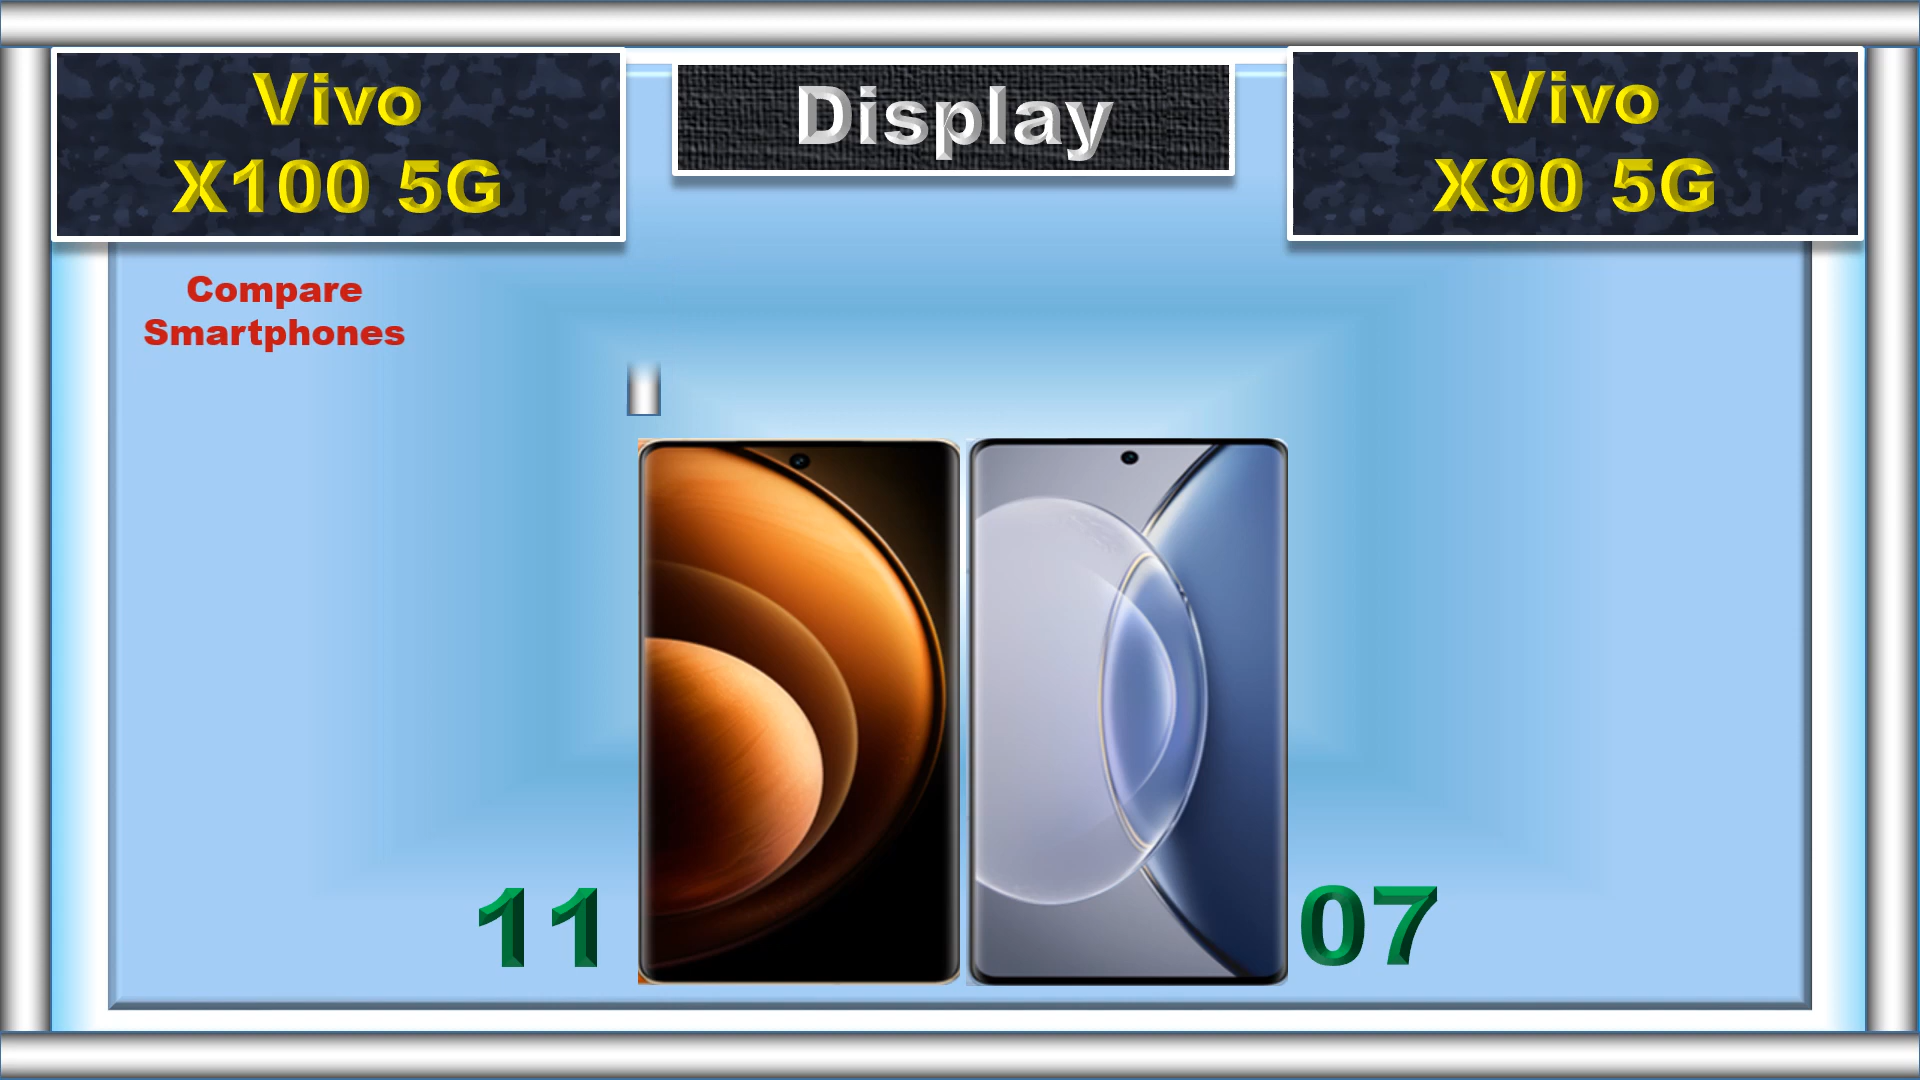 Vivo
X100 5G
Display
Vivo
X90 5G
Compare
Smartphones
11
07